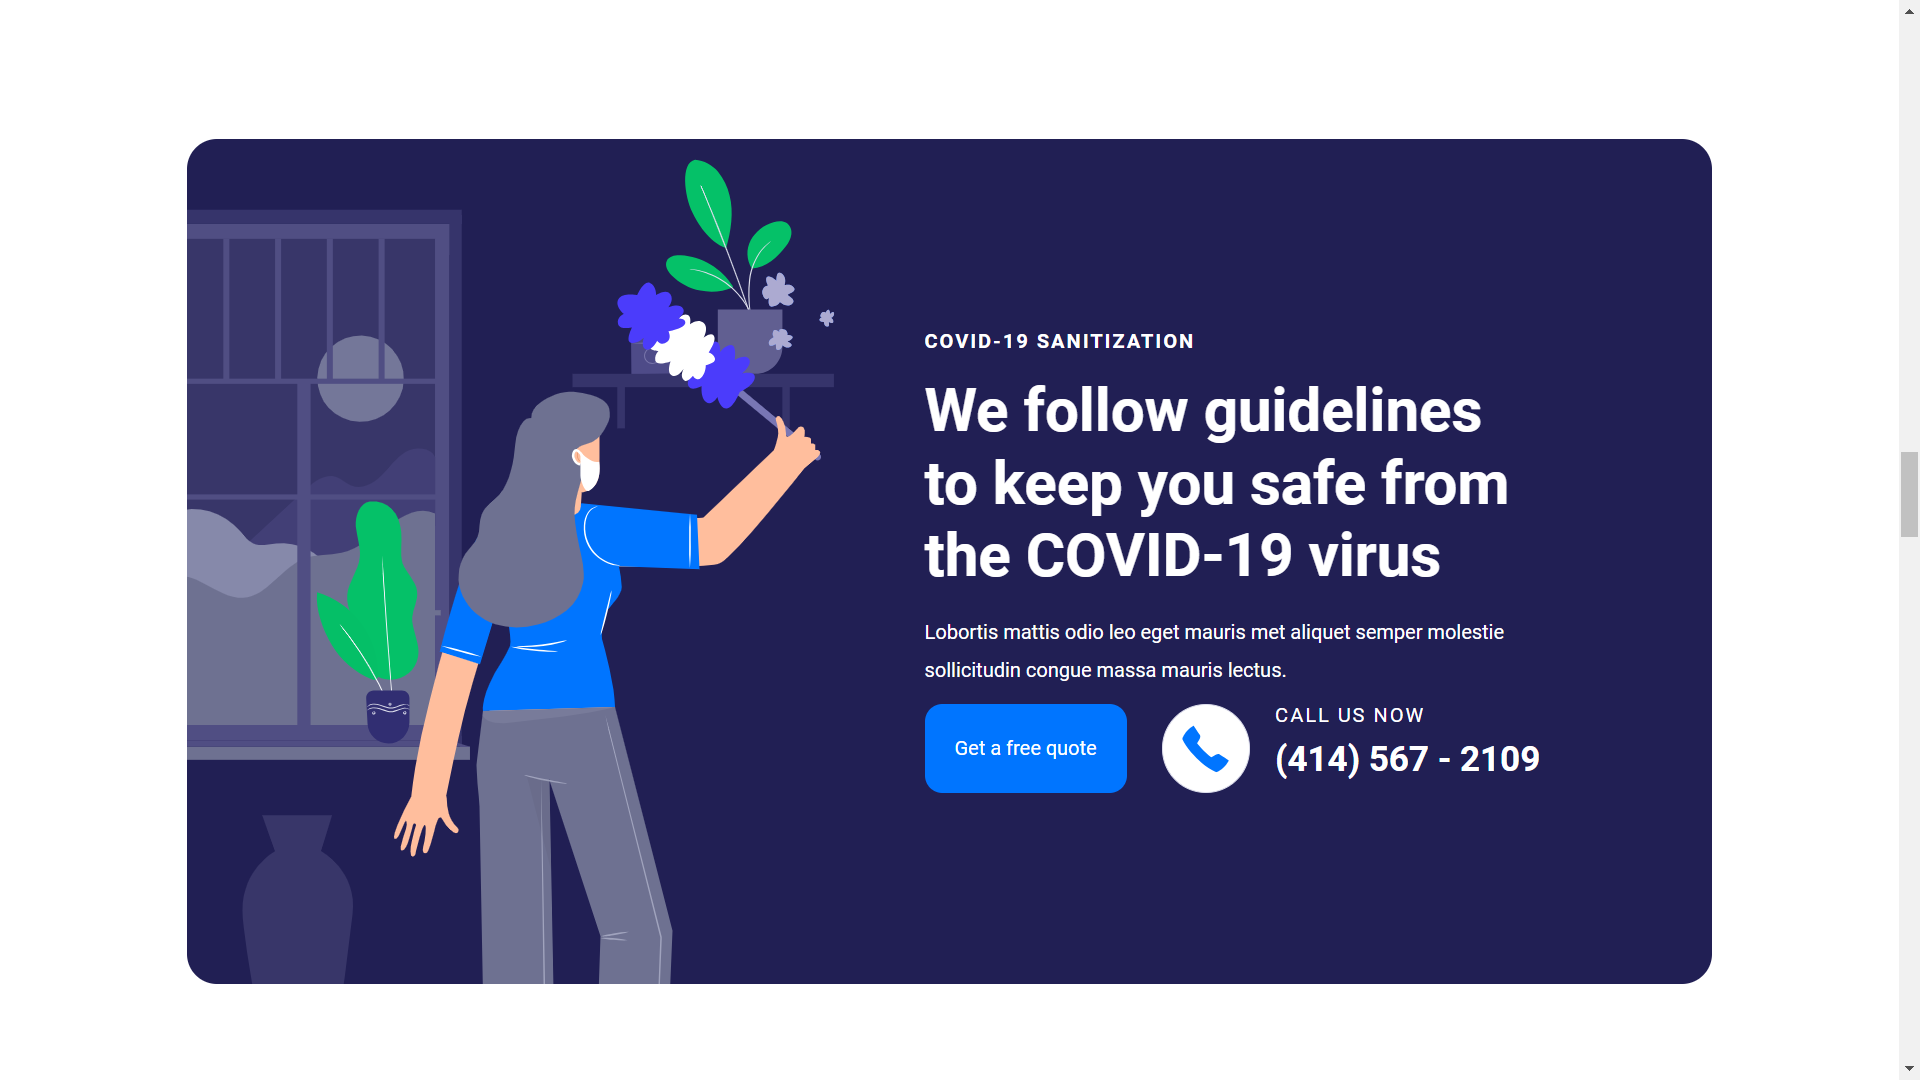 COVID-19 SANITIZATION
We follow guidelines
to keep you safe from
the COVID-19 virus
Lobortis mattis odio leo eget mauris met aliquet semper molestie
sollicitudin congue massa mauris lectus.
Get a free quote
CALL US NOW
(414) 567 - 2109